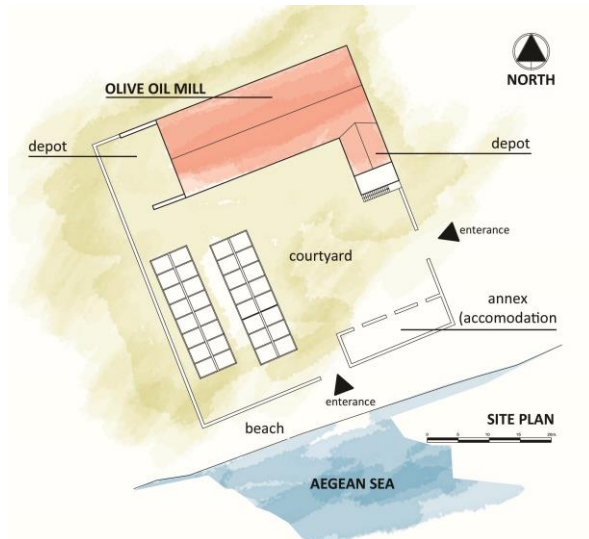 NORTH
OLIVE OIL MILL
depot
depot
enterance
courtyard
annex
(accomodation
enterance
beach
SITE PLAN
AEGEAN SEA